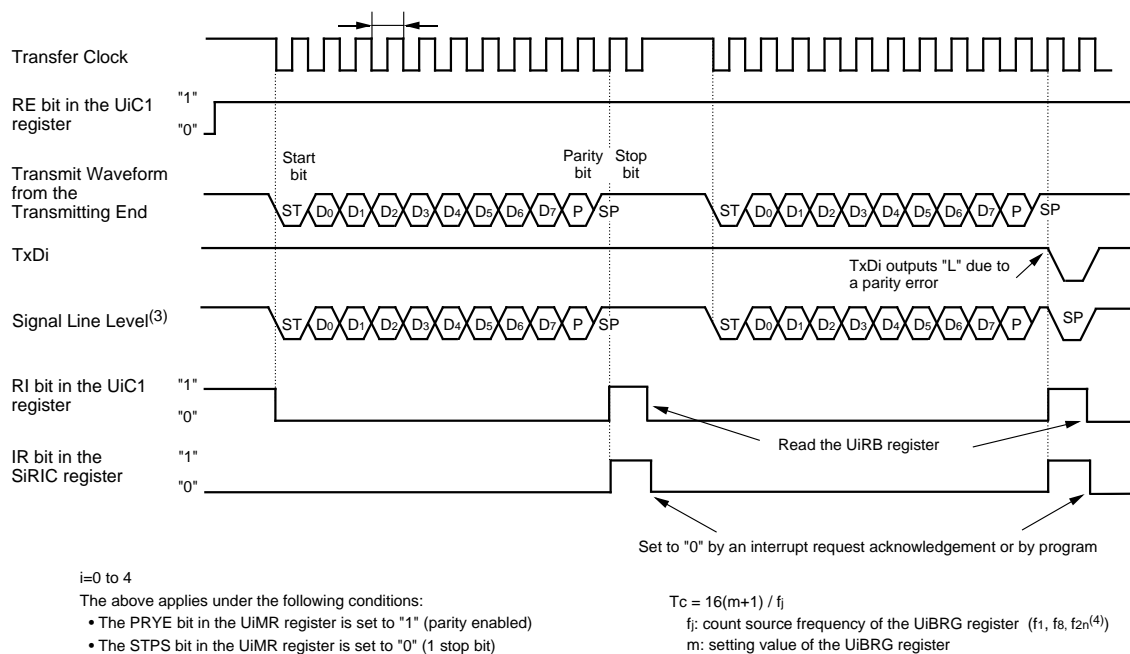 Transfer Clock
RE bit in the UiC1 register
"1"
"0"
Start bit
Parity bit
Stop bit
Transmit Waveform from the Transmitting End
ST D0 D1 D2 D3 D4 D5 D6 D7 P SP
ST D0 D1 D2 D3 D4 D5 D6 D7 P SP
TxDi
TxDi outputs "L" due to a parity error
Signal Line Level(3)
ST D0 D1 D2 D3 D4 D5 D6 D7 P SP
ST D0 D1 D2 D3 D4 D5 D6 D7 P SP
RI bit in the UiC1 register
"1"
"0"
Read the UiRB register
IR bit in the SiRIC register
"1"
"0"
Set to "0" by an interrupt request acknowledgement or by program
i=0 to 4
The above applies under the following conditions:
• The PRYE bit in the UiMR register is set to "1" (parity enabled)
• The STPS bit in the UiMR register is set to "0" (1 stop bit)
Tc = 16(m+1) / fj
fj: count source frequency of the UiBRG register (f1, f8, f2n(4))
m: setting value of the UiBRG register